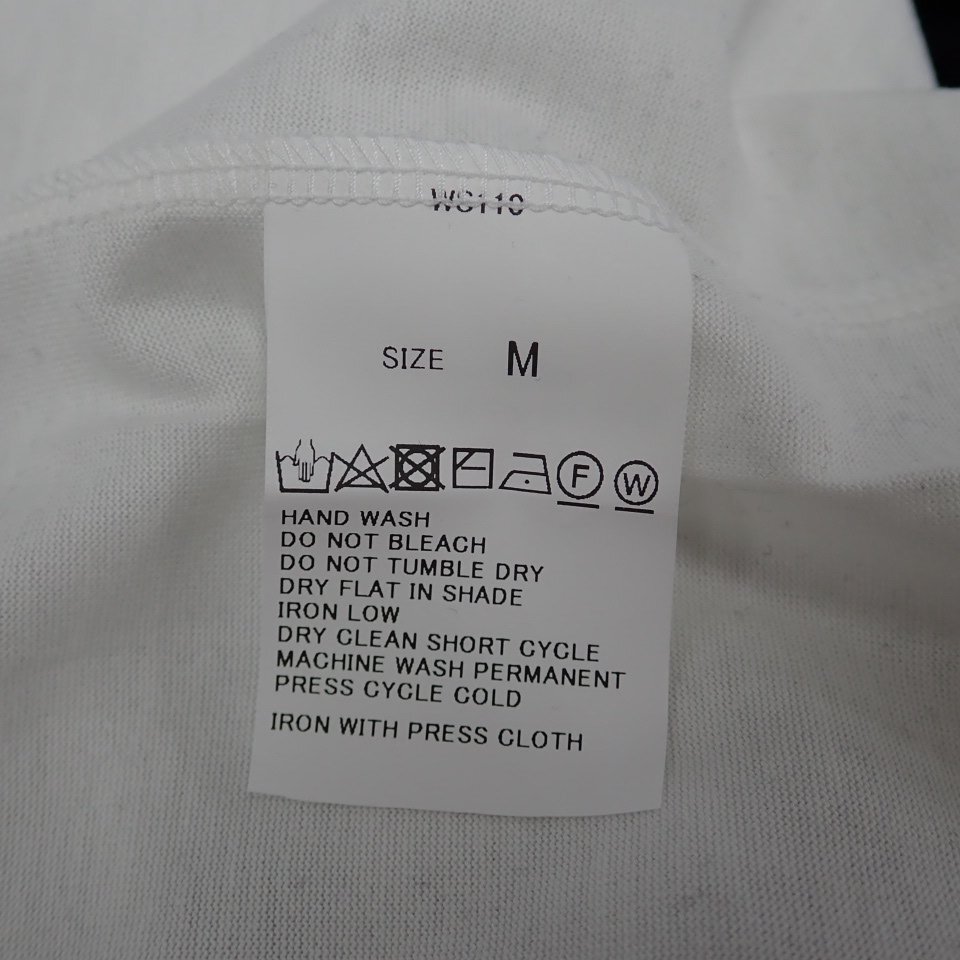 WC110
SIZE M
F W
HAND WASH
DO NOT BLEACH
DO NOT TUMBLE DRY
DRY FLAT IN SHADE
IRON LOW
DRY CLEAN SHORT CYCLE
MACHINE WASH PERMANENT
PRESS CYCLE COLD
IRON WITH PRESS CLOTH